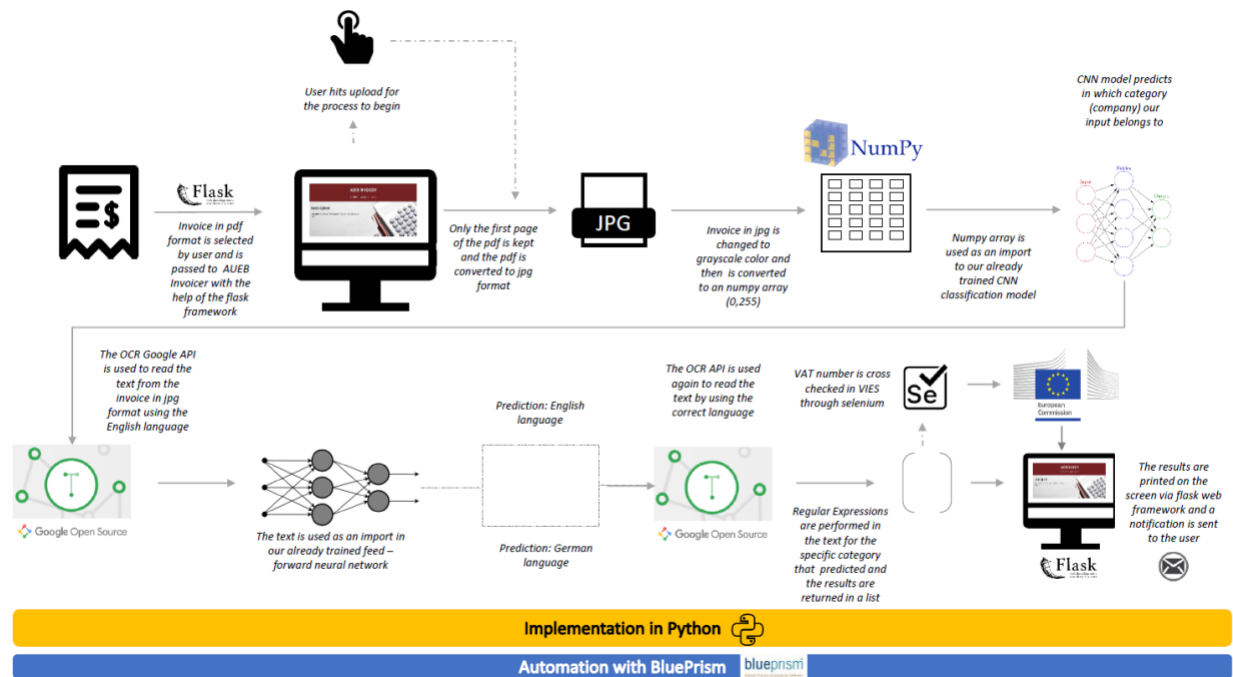 User hits upload for
the process to begin
CNN model predicts
in which category
(company) our
input belongs to
NumPy
Flask
JPG
Invoice in pdf
format is selected
by user and is
passed to AUEB
Invoicer with the
help of the flask
framework
Only the first page
of the pdf is kept
and the pdf is
converted to jpg
format
Invoice in jpg is
changed to
grayscale color and
then is converted
to an numpy array
(0,255)
Numpy array is
used as an import
to our already
trained CNN
classification model
The OCR Google API
is used to read the
text from the
invoice in jpg
format using the
English language
Prediction: English
language
The OCR API is used
again to read the
text by using the
correct language
VAT number is cross
checked in VIES
through selenium
Se
European
Commission
T
Google Open Source
The text is used as an import in
our already trained feed –
forward neural network
Prediction: German
language
T
Google Open Source
Regular Expressions
are performed in
the text for the
specific category
that predicted and
the results are
returned in a list
The results are
printed on the
screen via flask web
framework and a
notification is sent
to the user
Flask
Implementation in Python
Automation with BluePrism
blueprism